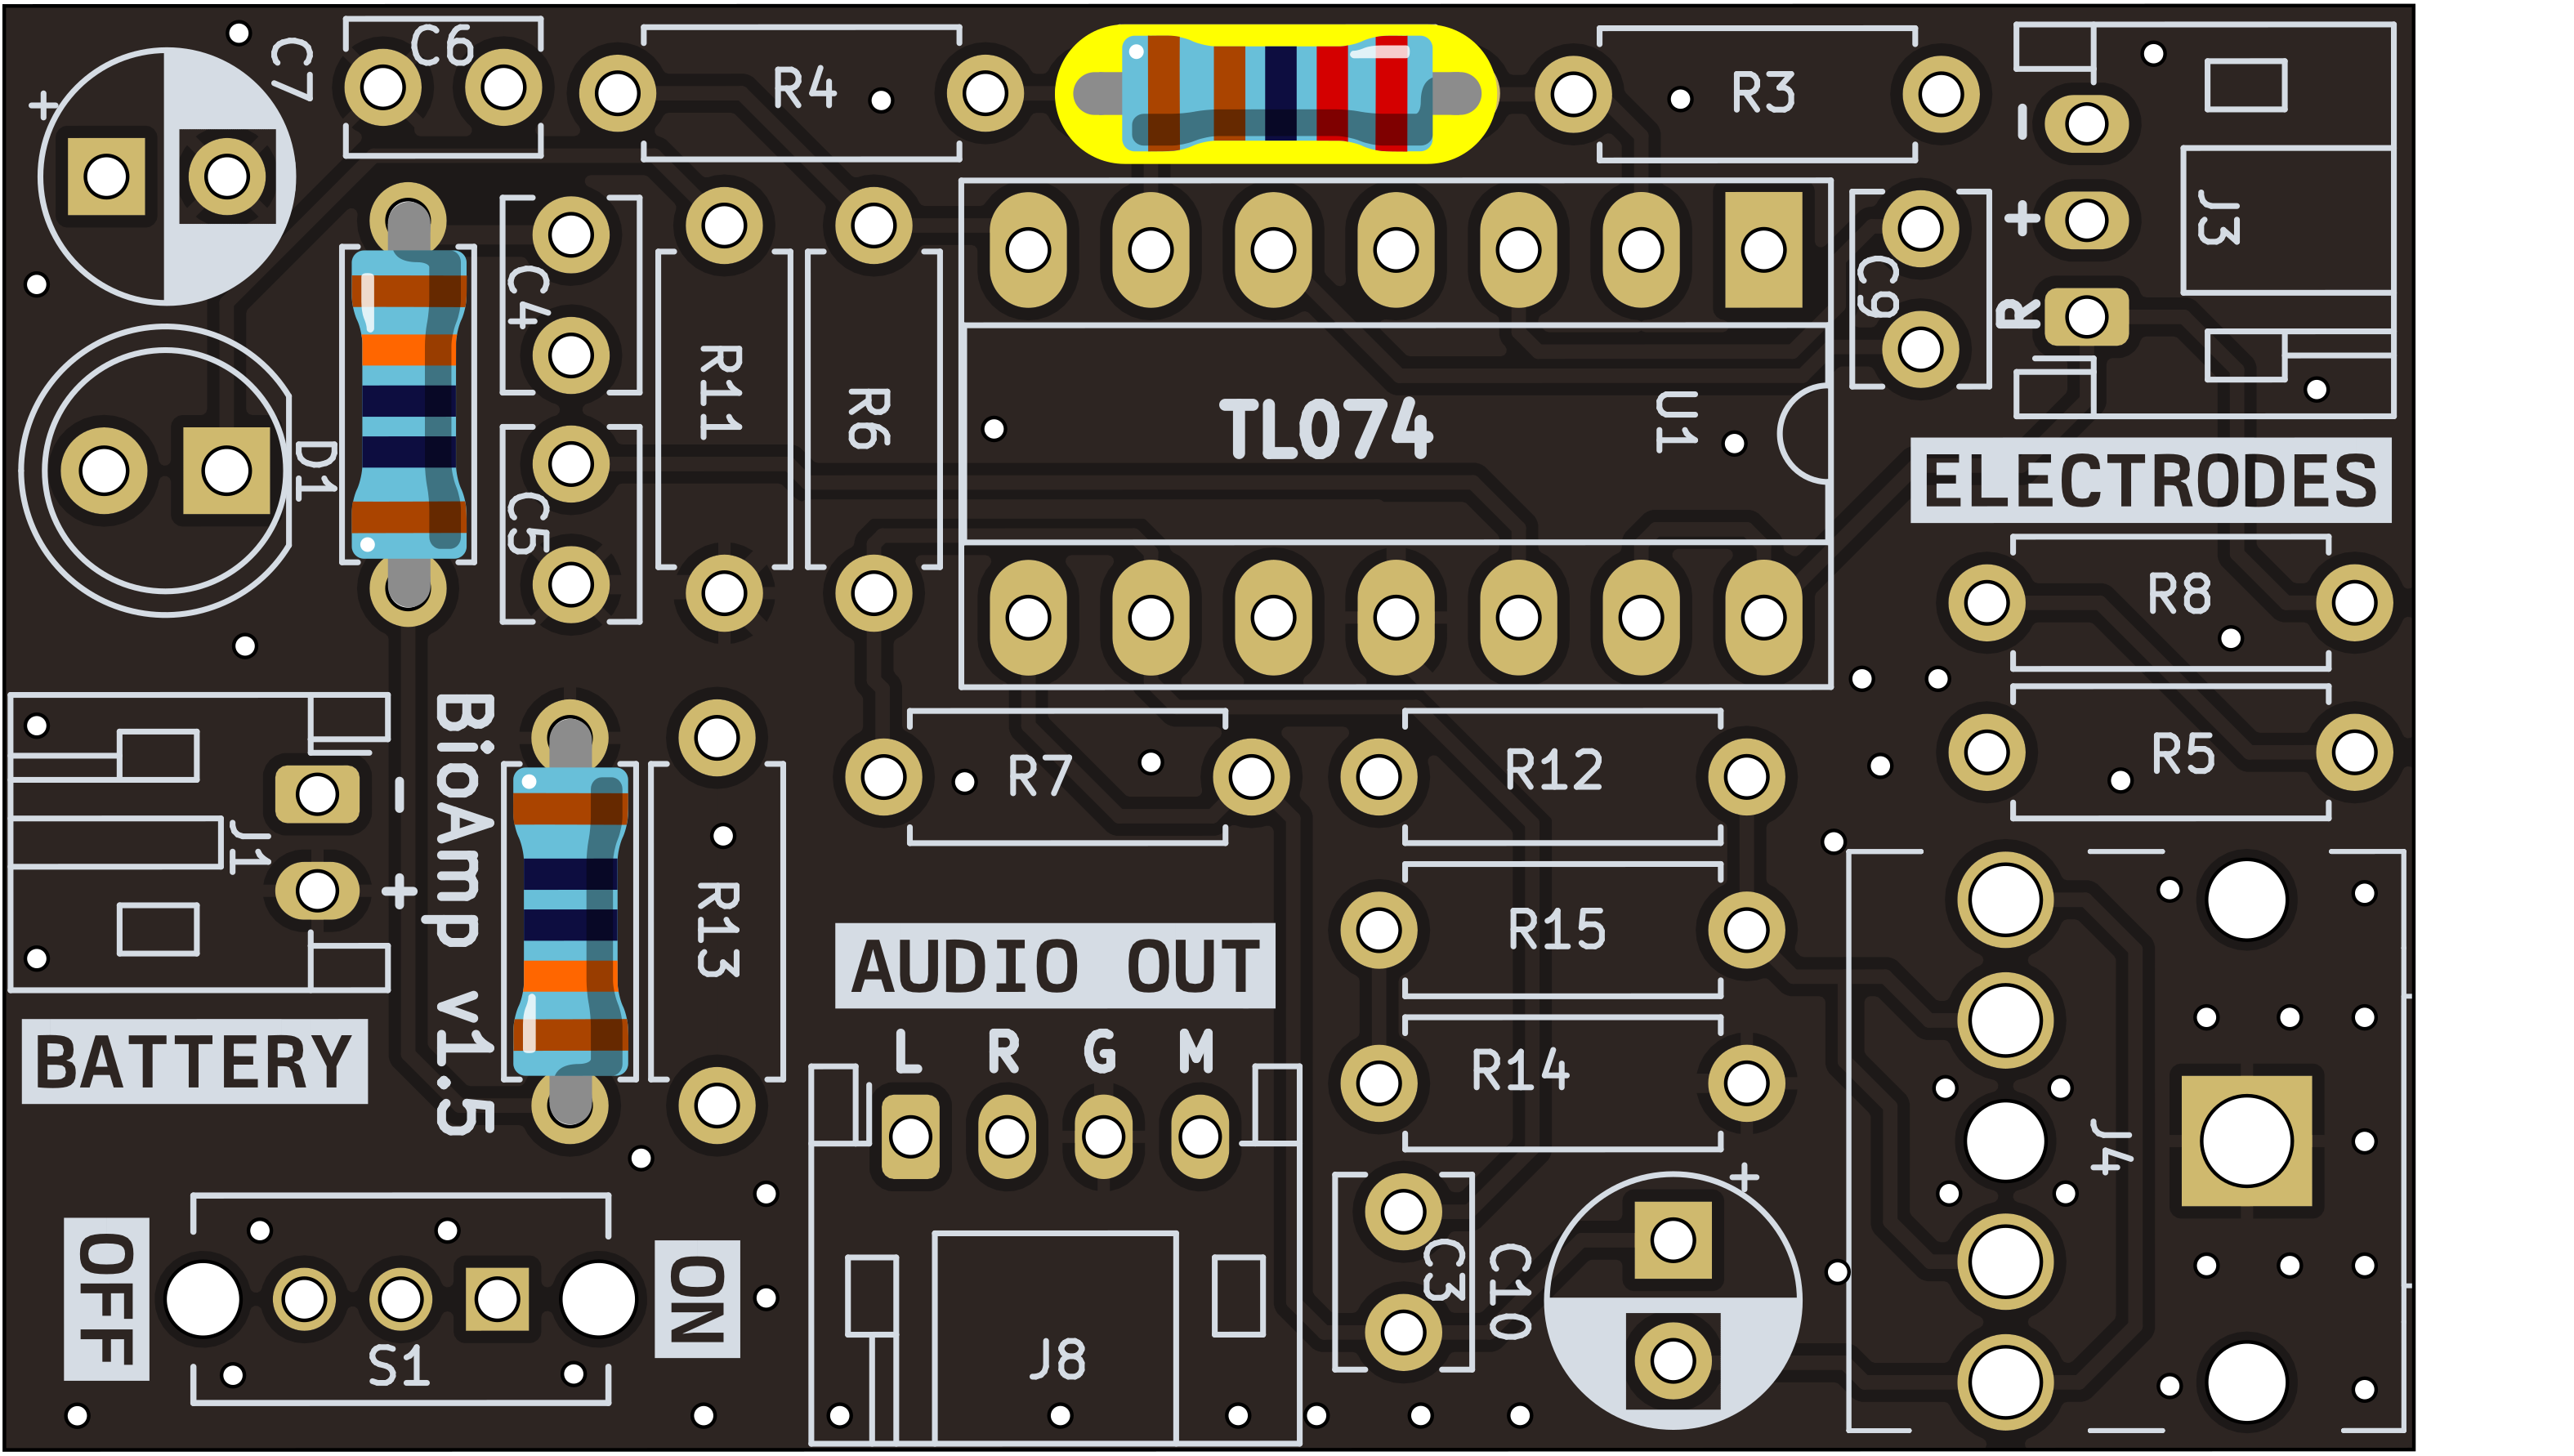 C7
C6
+
R4
R3
-
+
R
J3
C4
C9
R11
R6
TL074
U1
D1
C5
ELECTRODES
R8
R5
BioAmp v1.5
R7
R12
-
+
J1
R13
R15
AUDIO OUT
L R G M
BATTERY
R14
J4
+
OFF
ON
S1
C3
C10
J8